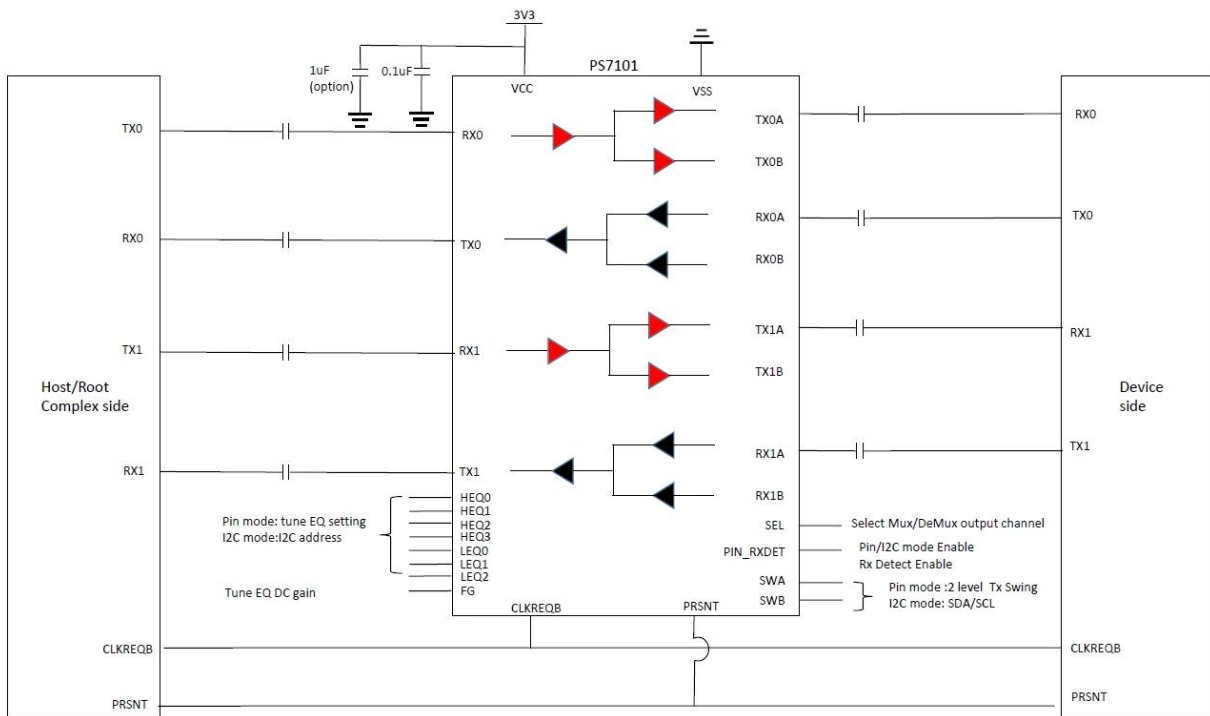 3V3
1uF
(option)
0.1uF
PS7101
VCC
VSS
TX0
RX0
TX0A
RX0
TX0B
RX0
TX0
RX0A
TX0
RX0B
TX1
RX1
TX1A
RX1
TX1B
Host/Root
Complex side
Device
side
RX1
TX1
RX1A
TX1
RX1B
HEQ0
HEQ1
HEQ2
HEQ3
LEQ0
LEQ1
LEQ2
FG
Pin mode: tune EQ setting
I2C mode:I2C address
Tune EQ DC gain
SEL
Select Mux/DeMux output channel
PIN_RXDET
Pin/I2C mode Enable
Rx Detect Enable
SWA
SWB
Pin mode :2 level Tx Swing
I2C mode: SDA/SCL
CLKREQB
PRSNT
CLKREQB
CLKREQB
PRSNT
PRSNT